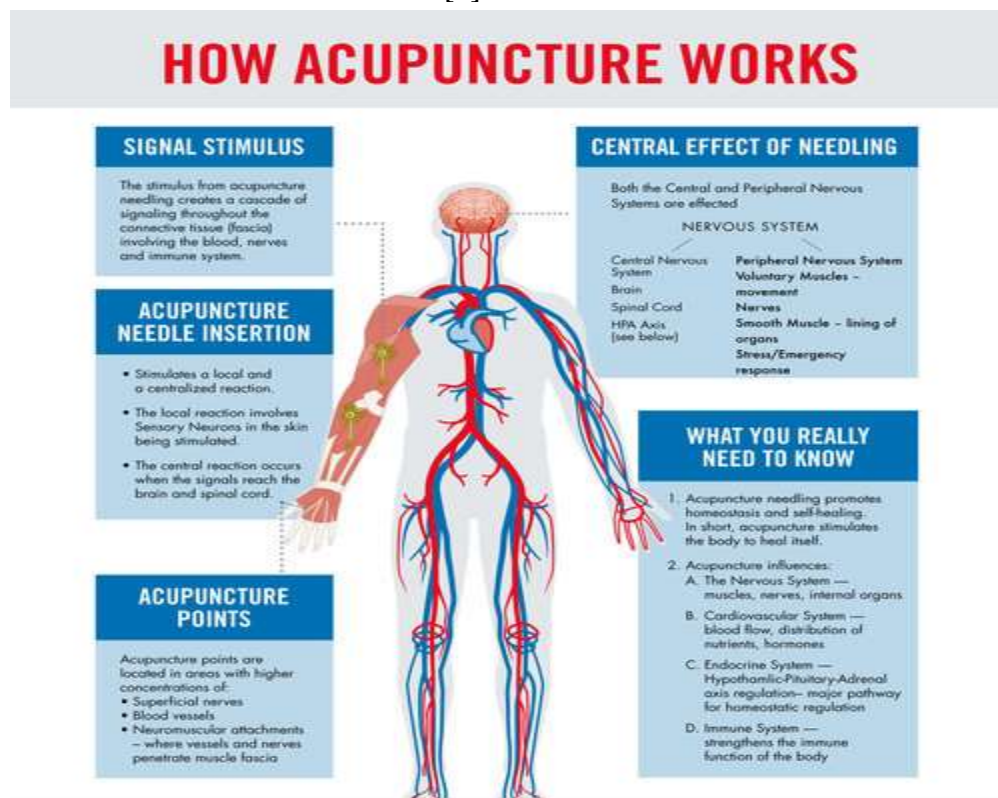 HOW ACUPUNCTURE WORKS
SIGNAL STIMULUS
The stimulus from acupuncture
needling creates a cascade of
signaling throughout the
connective tissue (fascia)
involving the blood, nerves
and immune system.
ACUPUNCTURE
NEEDLE INSERTION
• Stimulates a local and
a centralized reaction.
• The local reaction involves
Sensory Neurons in the skin
being stimulated.
• The central reaction occurs
when the signals reach the
brain and spinal cord.
ACUPUNCTURE
POINTS
Acupuncture points are
located in areas with higher
concentrations of:
• Superficial nerves
• Blood vessels
• Neuromuscular attachments
– where vessels and nerves
penetrate muscle fascia
CENTRAL EFFECT OF NEEDLING
Both the Central and Peripheral Nervous
Systems are effected
NERVOUS SYSTEM
Central Nervous
System
Brain
Spinal Cord
HPA Axis
(see below)
Peripheral Nervous System
Voluntary Muscles –
movement
Nerves
Smooth Muscle – lining of
organs
Stress/Emergency
response
WHAT YOU REALLY
NEED TO KNOW
1. Acupuncture needling promotes
homeostasis and self-healing.
In short, acupuncture stimulates
the body to heal itself.
2. Acupuncture influences:
A. The Nervous System —
muscles, nerves, internal organs
B. Cardiovascular System —
blood flow, distribution of
nutrients, hormones
C. Endocrine System —
Hypothamlic-Pituitary-Adrenal
axis regulation– major pathway
for homeostatic regulation
D. Immune System —
strengthens the immune
function of the body